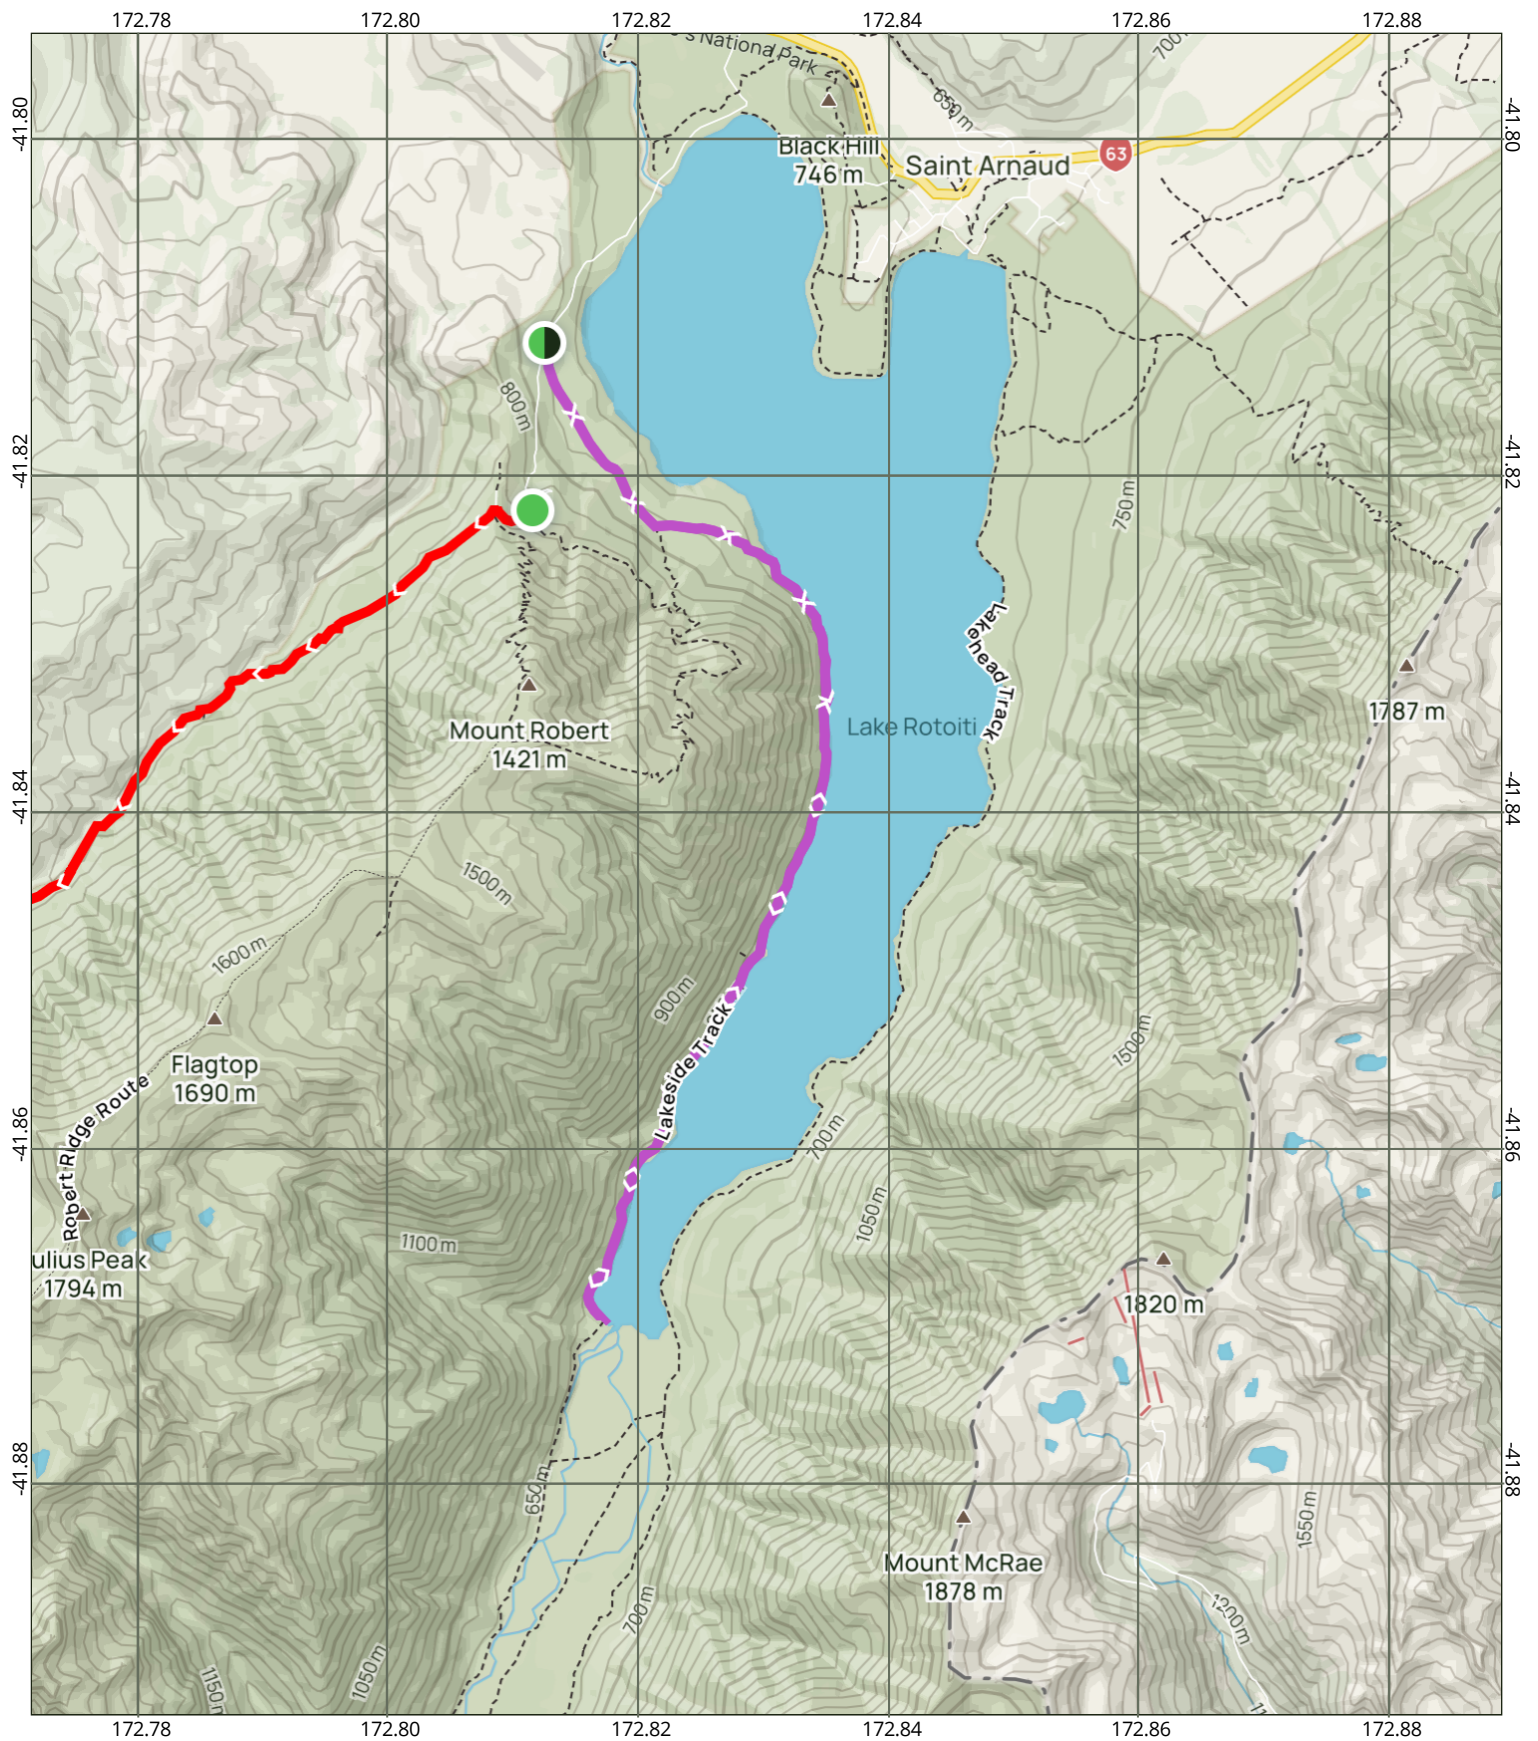 172.78 172.80 172.82 172.84 172.86 172.88
's National Park
700
650 m
-41.80
-41.80
Black Hill
746 m
Saint Arnaud
63
800 m
-41.82
-41.82
750 m
Lakehead Track
Mount Robert
1421 m
Lake Rotoiti
1787 m
-41.84
-41.84
1500 m
1600 m
900 m
1500 m
Flagtop
1690 m
Lakeside Track
Robert Ridge Route
-41.86
-41.86
700 m
1050 m
1100 m
ulius Peak
1794 m
1820 m
-41.88
-41.88
650 m
1550 m
Mount McRae
1878 m
700 m
1200 m
1150 m
1050 m
11
172.78 172.80 172.82 172.84 172.86 172.88